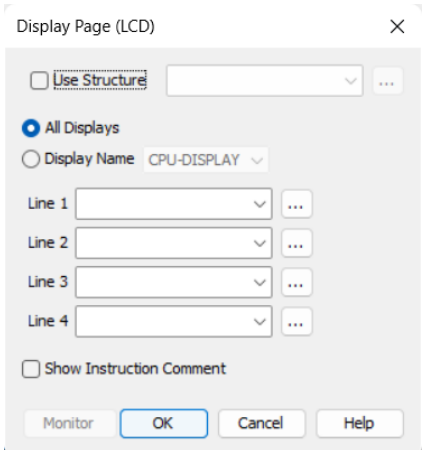 Display Page (LCD)
Use Structure
...
All Displays
Display Name CPU-DISPLAY
Line 1 ...
Line 2 ...
Line 3 ...
Line 4 ...
Show Instruction Comment
Monitor OK Cancel Help